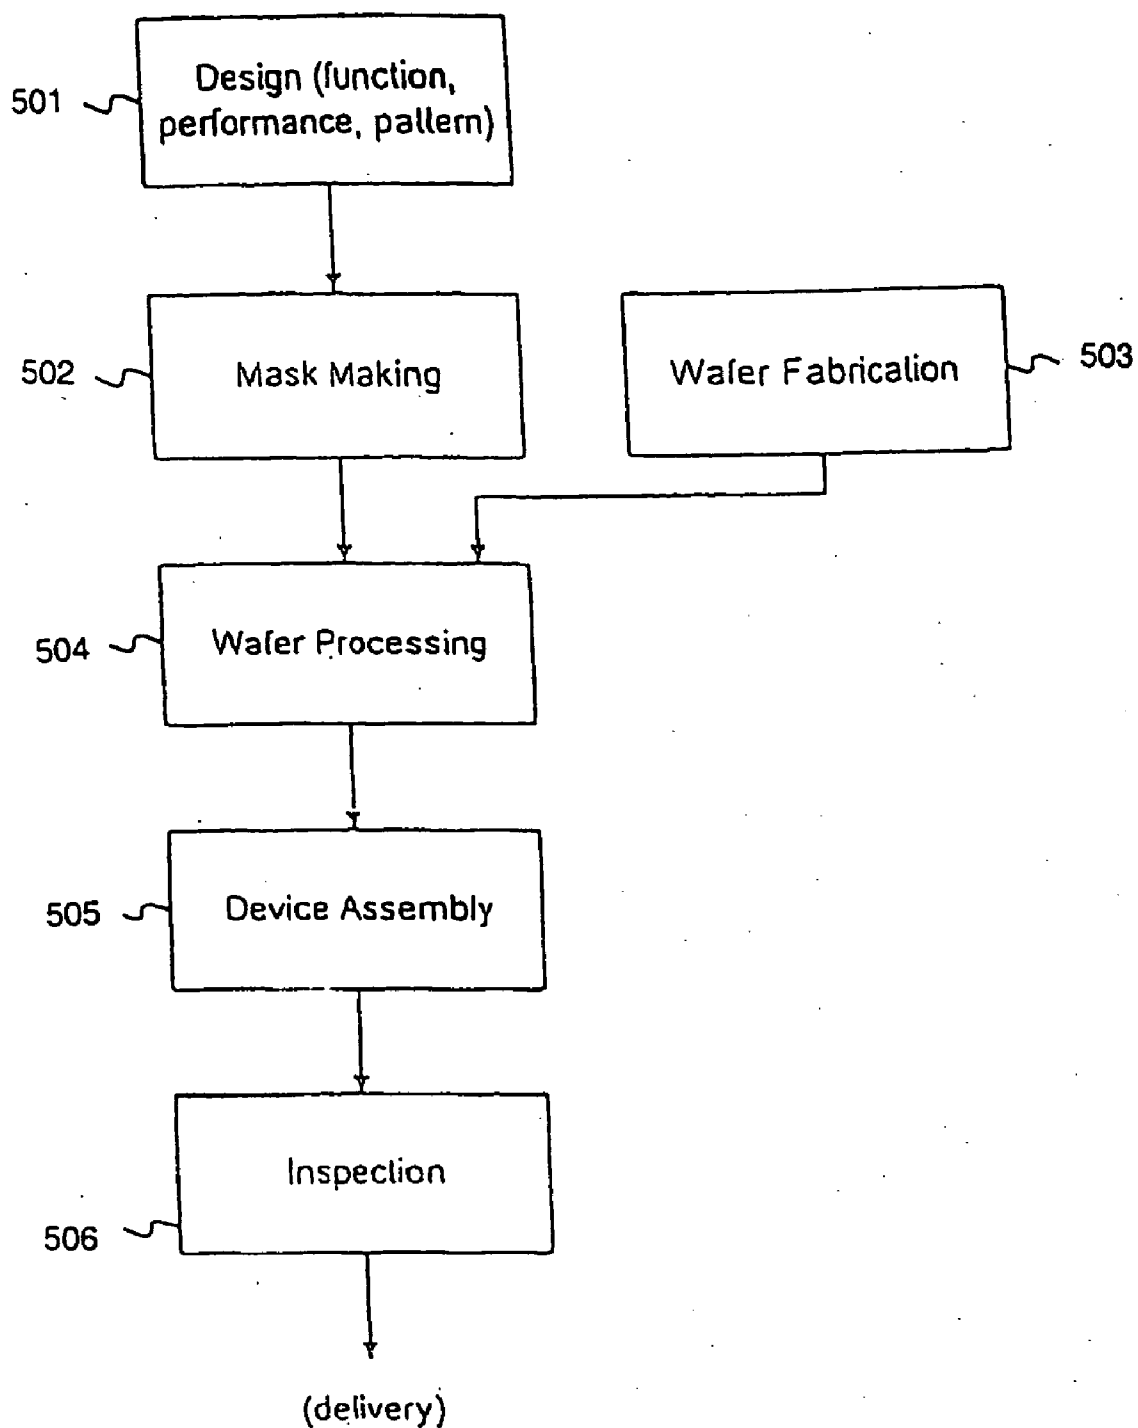 501
Design (function,
performance, pattern)
502
Mask Making
Wafer Fabrication
503
504
Wafer Processing
505
Device Assembly
Inspection
506
(delivery)